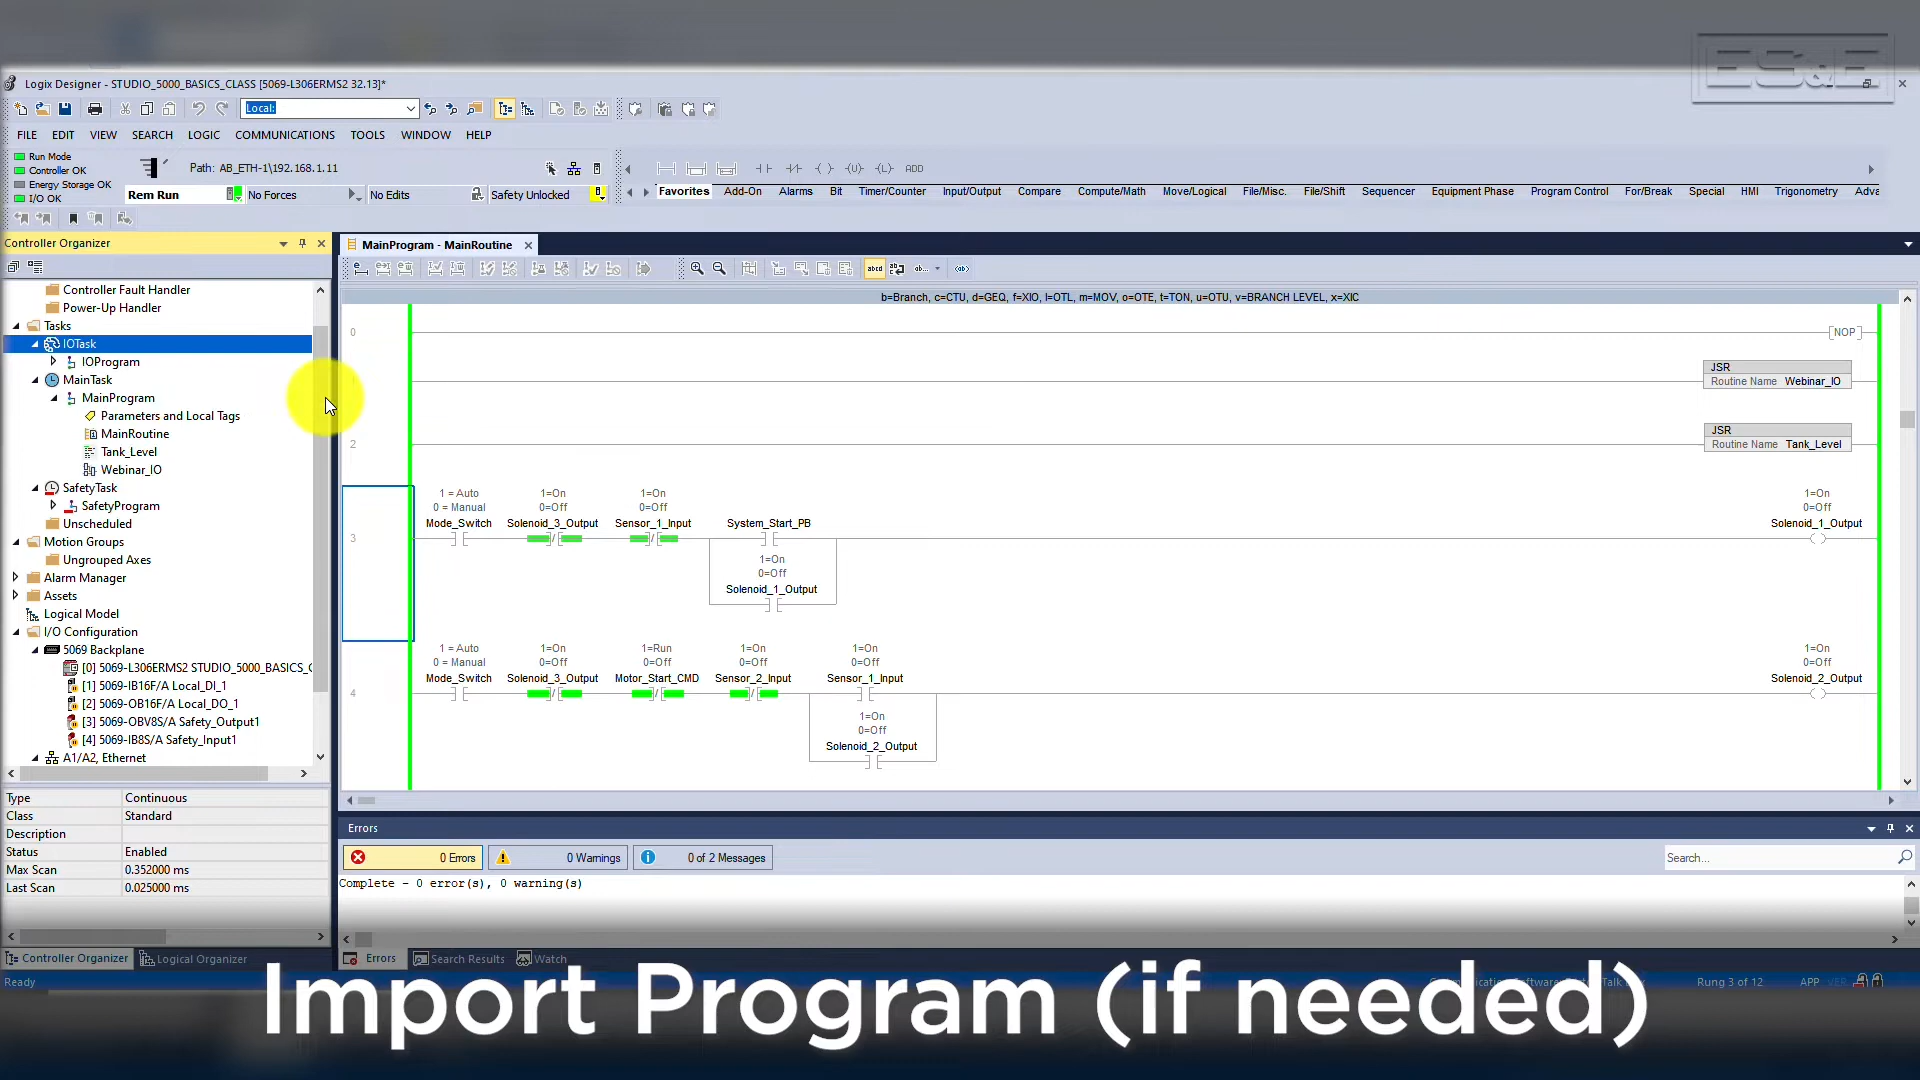 ES&E
Logix Designer - STUDIO_5000_BASICS_CLASS [5069-L306ERMS2 32.13]*
Local:
FILE EDIT VIEW SEARCH LOGIC COMMUNICATIONS TOOLS WINDOW HELP
Run Mode
Controller OK
Energy Storage OK
I/O OK
Path: AB_ETH-1\192.168.1.11
Rem Run No Forces No Edits Safety Unlocked
ADD
Favorites Add-On Alarms Bit Timer/Counter Input/Output Compare Compute/Math Move/Logical File/Misc. File/Shift Sequencer Equipment Phase Program Control For/Break Special HMI Trigonometry Adva
Controller Organizer
Controller Fault Handler
Power-Up Handler
Tasks
IOTask
IOProgram
MainTask
MainProgram
Parameters and Local Tags
MainRoutine
Tank_Level
Webinar_IO
SafetyTask
SafetyProgram
Unscheduled
Motion Groups
Ungrouped Axes
Alarm Manager
Assets
Logical Model
I/O Configuration
5069 Backplane
[0] 5069-L306ERMS2 STUDIO_5000_BASICS_C
[1] 5069-IB16F/A Local_DI_1
[2] 5069-OB16F/A Local_DO_1
[3] 5069-OBV8S/A Safety_Output1
[4] 5069-IB8S/A Safety_Input1
A1/A2, Ethernet
Type Continuous
Class Standard
Description
Status Enabled
Max Scan 0.352000 ms
Last Scan 0.025000 ms
Controller Organizer Logical Organizer
MainProgram - MainRoutine
b=Branch, c=CTU, d=GEQ, f=XIO, l=OTL, m=MOV, o=OTE, t=TON, u=OTU, v=BRANCH LEVEL, x=XIC
0 NOP
JSR
Routine Name Webinar_IO
2
JSR
Routine Name Tank_Level
1 = Auto 1=On 1=On 1=On
0 = Manual 0=Off 0=Off 0=Off
Mode_Switch Solenoid_3_Output Sensor_1_Input System_Start_PB Solenoid_1_Output
3
1=On
0=Off
Solenoid_1_Output
1 = Auto 1=On 1=Run 1=On 1=On 1=On
0 = Manual 0=Off 0=Off 0=Off 0=Off 0=Off
Mode_Switch Solenoid_3_Output Motor_Start_CMD Sensor_2_Input Sensor_1_Input Solenoid_2_Output
4
1=On
0=Off
Solenoid_2_Output
Errors
0 Errors 0 Warnings 0 of 2 Messages Search...
Complete - 0 error(s), 0 warning(s)
Errors Search Results Watch
Ready Rung 3 of 12 APP VER
Import Program (if needed)